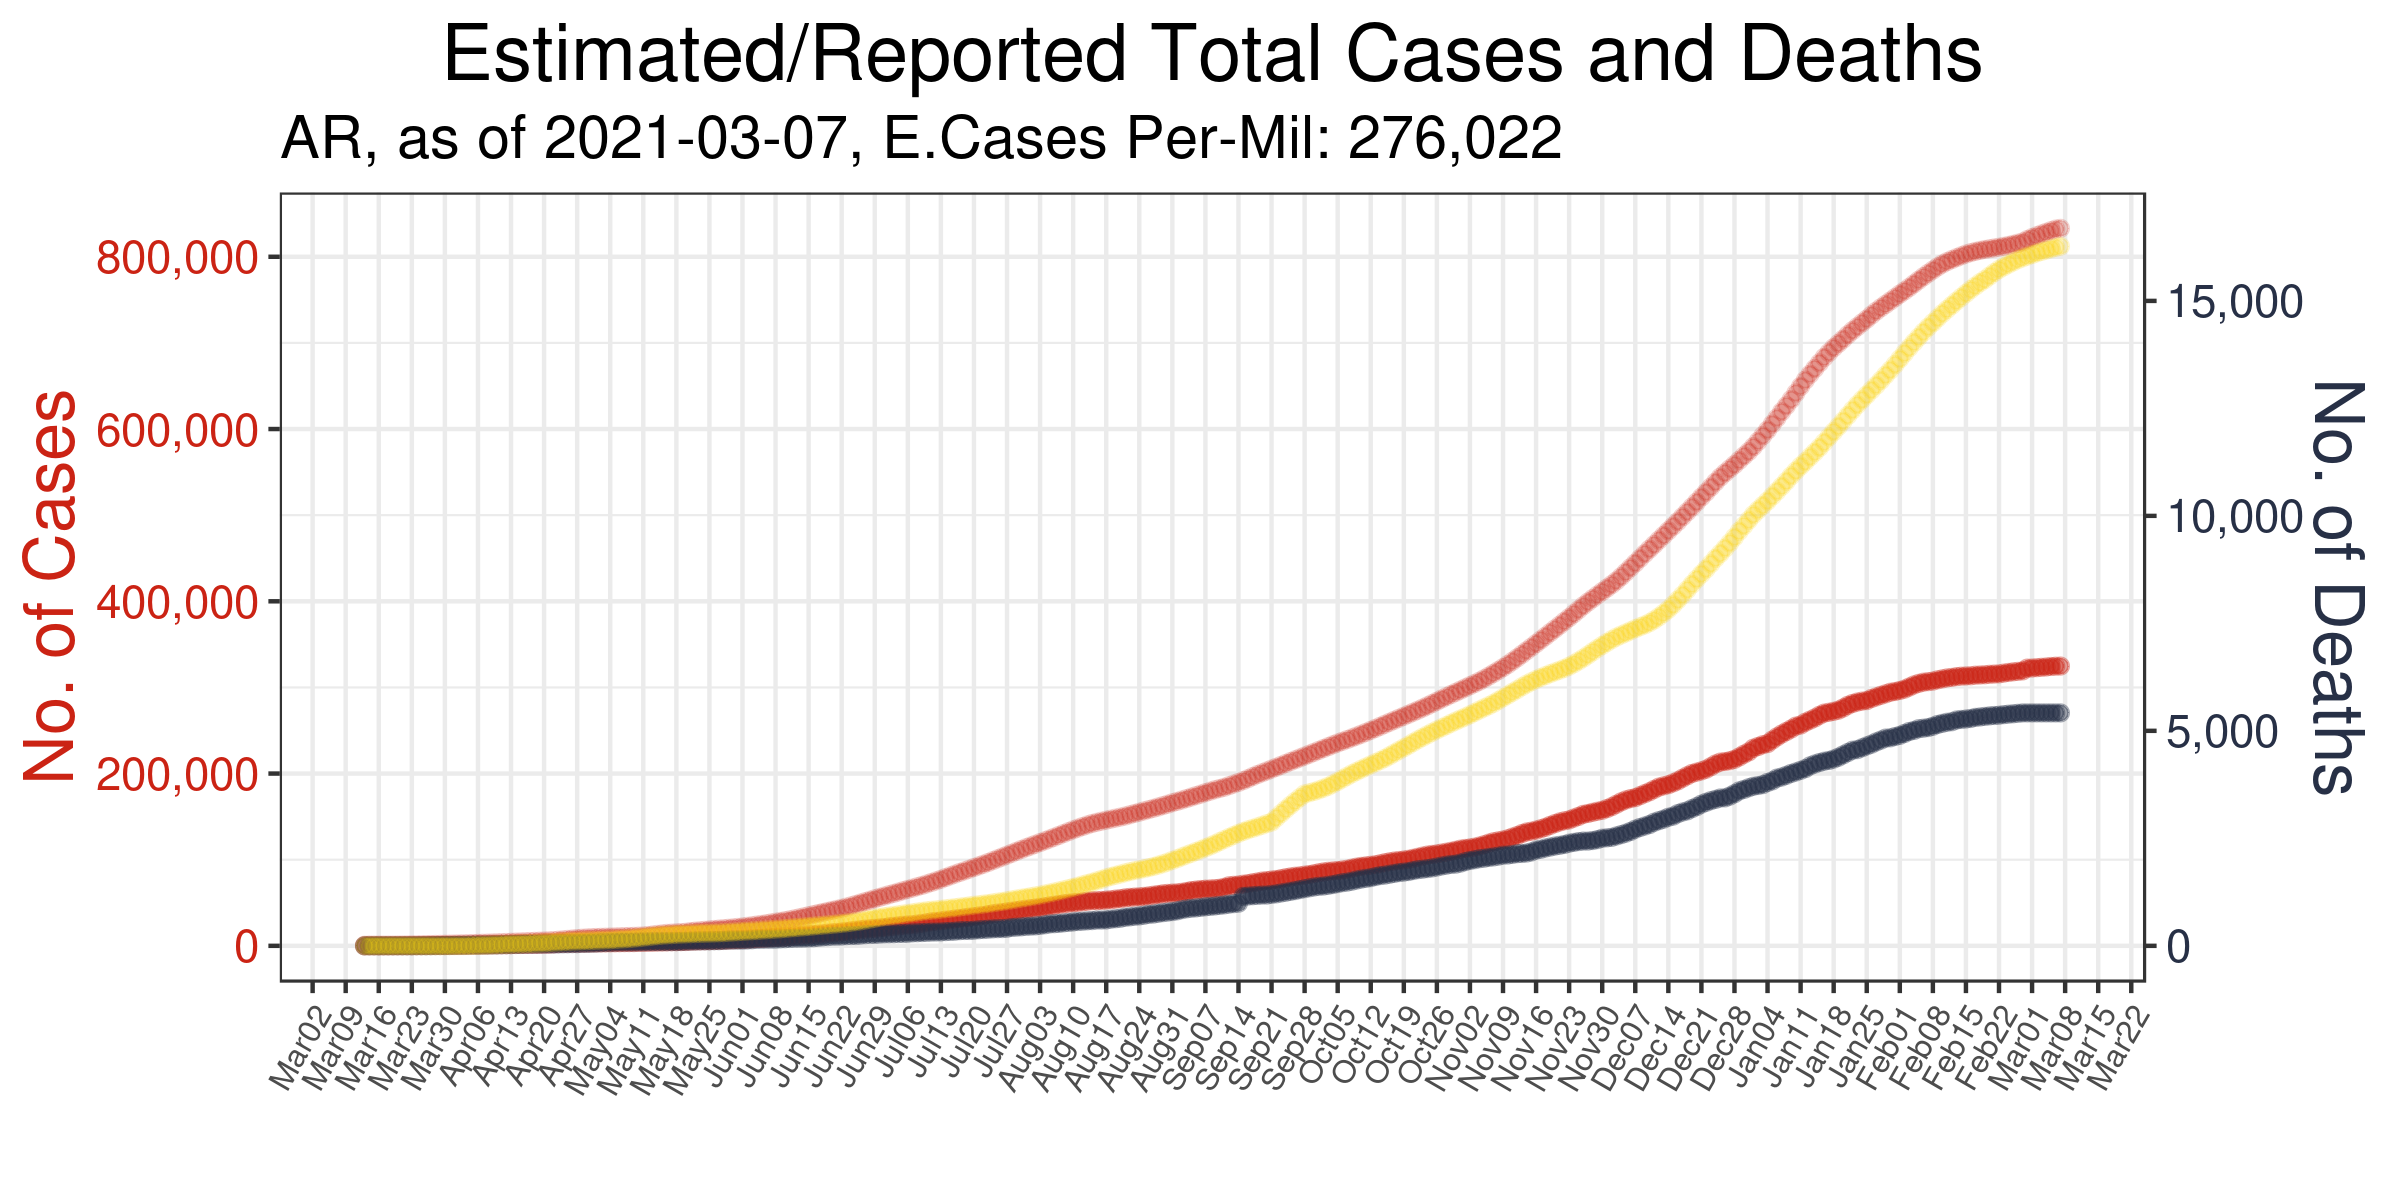 Estimated/Reported Total Cases and Deaths
AR, as of 2021-03-07, E.Cases Per-Mil: 276,022
No. of Cases
800,000
600,000
400,000
200,000
0
15,000
10,000
5,000
0
No. of Deaths
Mar02
Mar09
Mar16
Mar23
Mar30
Apr06
Apr13
Apr20
Apr27
May04
May11
May18
May25
Jun01
Jun08
Jun15
Jun22
Jun29
Jul06
Jul13
Jul20
Jul27
Aug03
Aug10
Aug17
Aug24
Aug31
Sep07
Sep14
Sep21
Sep28
Oct05
Oct12
Oct19
Oct26
Nov02
Nov09
Nov16
Nov23
Nov30
Dec07
Dec14
Dec21
Dec28
Jan04
Jan11
Jan18
Jan25
Feb01
Feb08
Feb15
Feb22
Mar01
Mar08
Mar15
Mar22